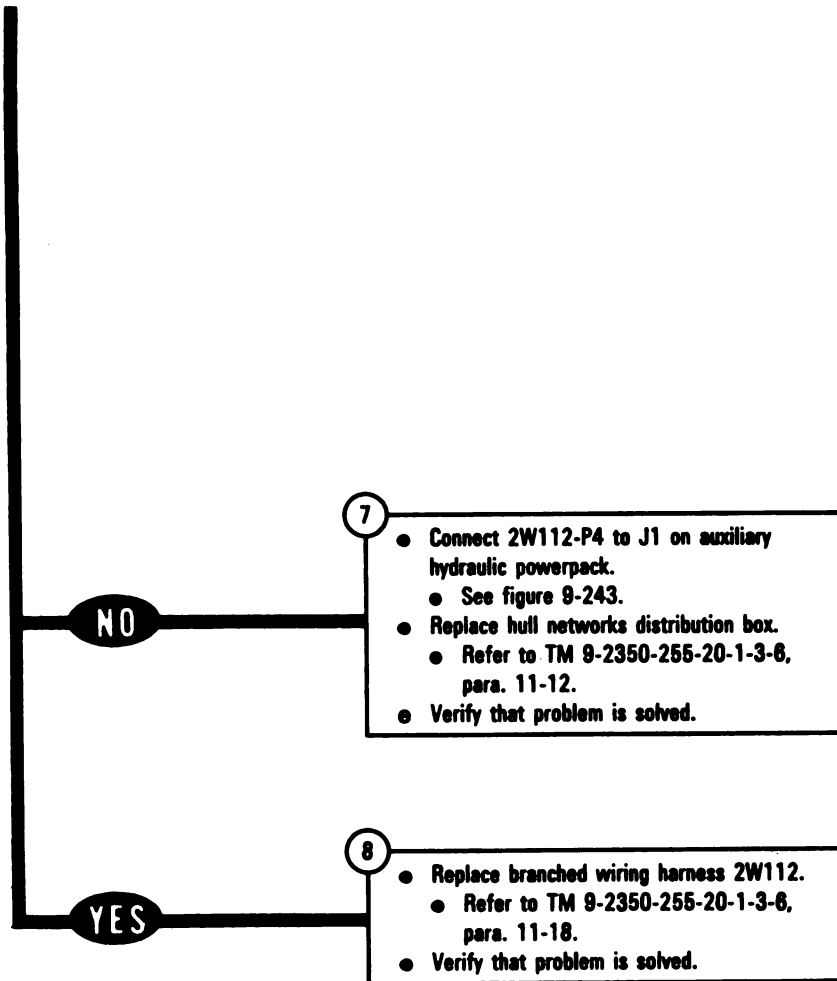 7
● Connect 2W112-P4 to J1 on auxiliary
hydraulic powerpack.
● See figure 9-243.
NO
● Replace hull networks distribution box.
● Refer to TM 9-2350-255-20-1-3-6,
para. 11-12.
● Verify that problem is solved.
8
● Replace branched wiring harness 2W112.
● Refer to TM 9-2350-255-20-1-3-6,
YES
para. 11-18.
● Verify that problem is solved.